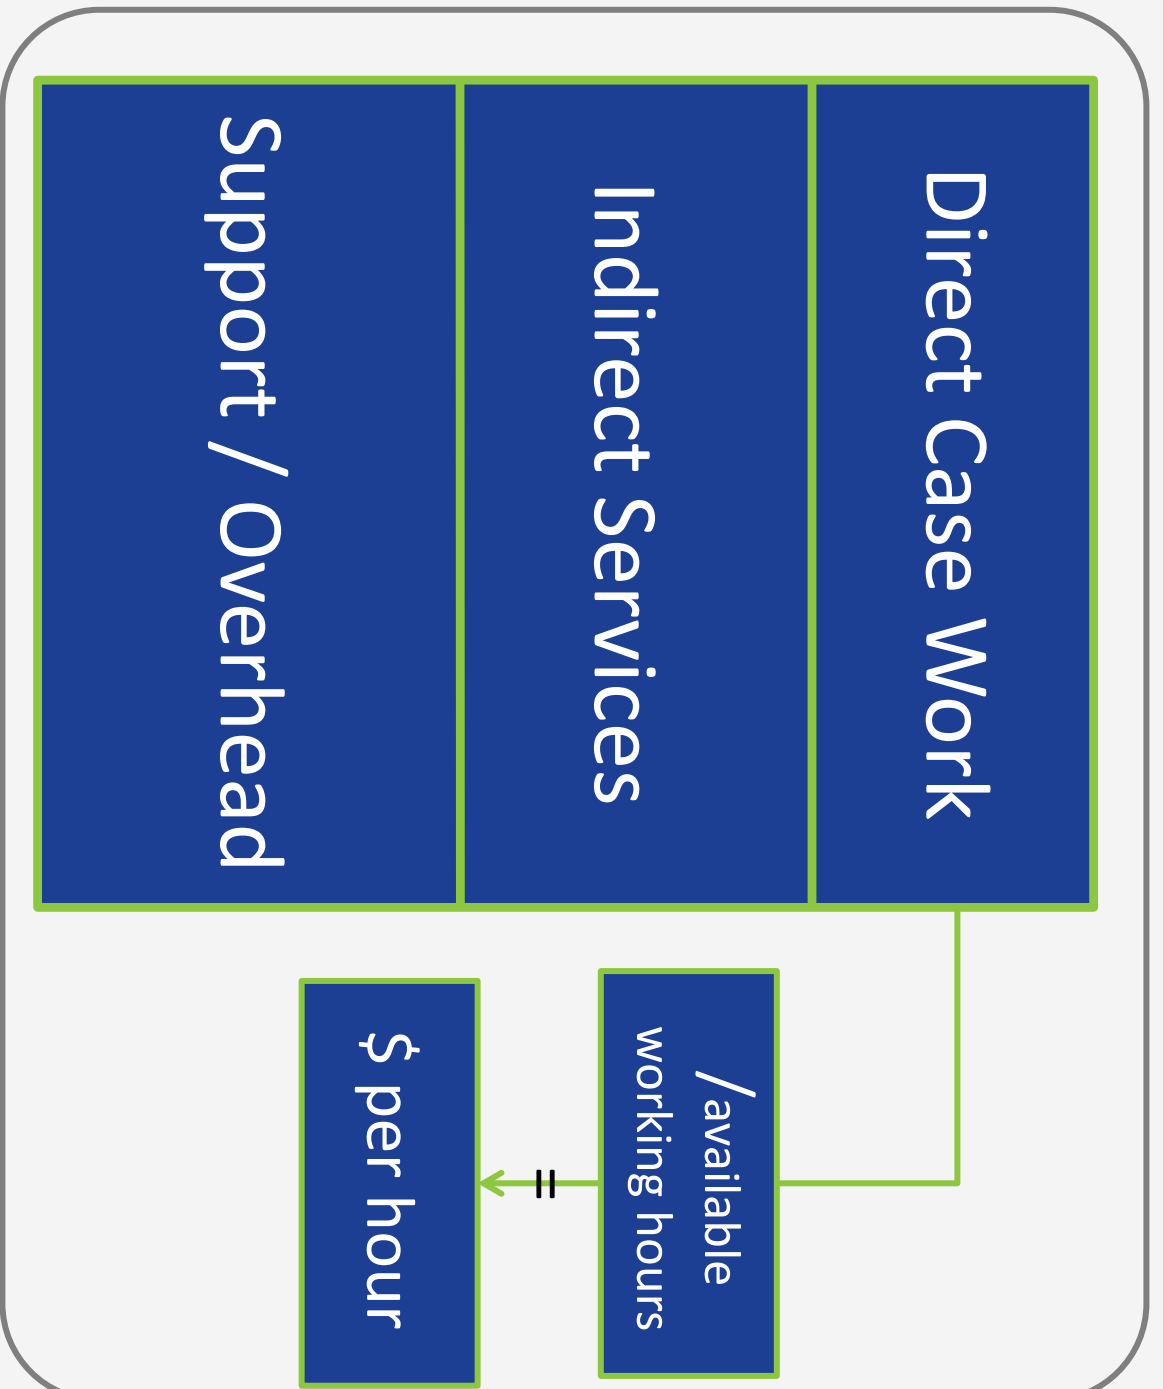 Direct Case Work
Indirect Services
Support / Overhead
/available
working hours
=
$ per hour